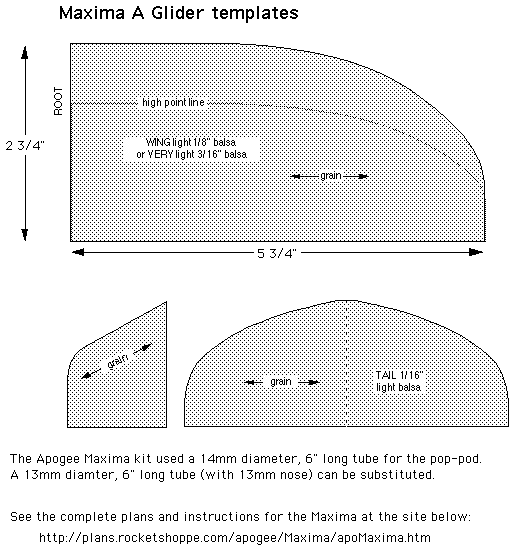 Maxima A Glider templates
ROOT
high point line
2 3/4"
WING light 1/8" balsa
or VERY light 3/16" balsa
grain
5 3/4"
grain
grain
TAIL 1/16"
light balsa
The Apogee Maxima kit used a 14mm diameter, 6" long tube for the pop-pod.
A 13mm diamter, 6" long tube (with 13mm nose) can be substituted.
See the complete plans and instructions for the Maxima at the site below:
http://plans.rocketshoppe.com/apogee/Maxima/apoMaxima.htm